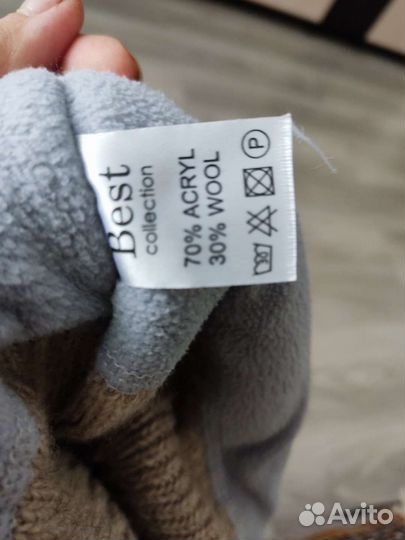 Best
collection
70% ACRYL
30% WOOL
P
Avito